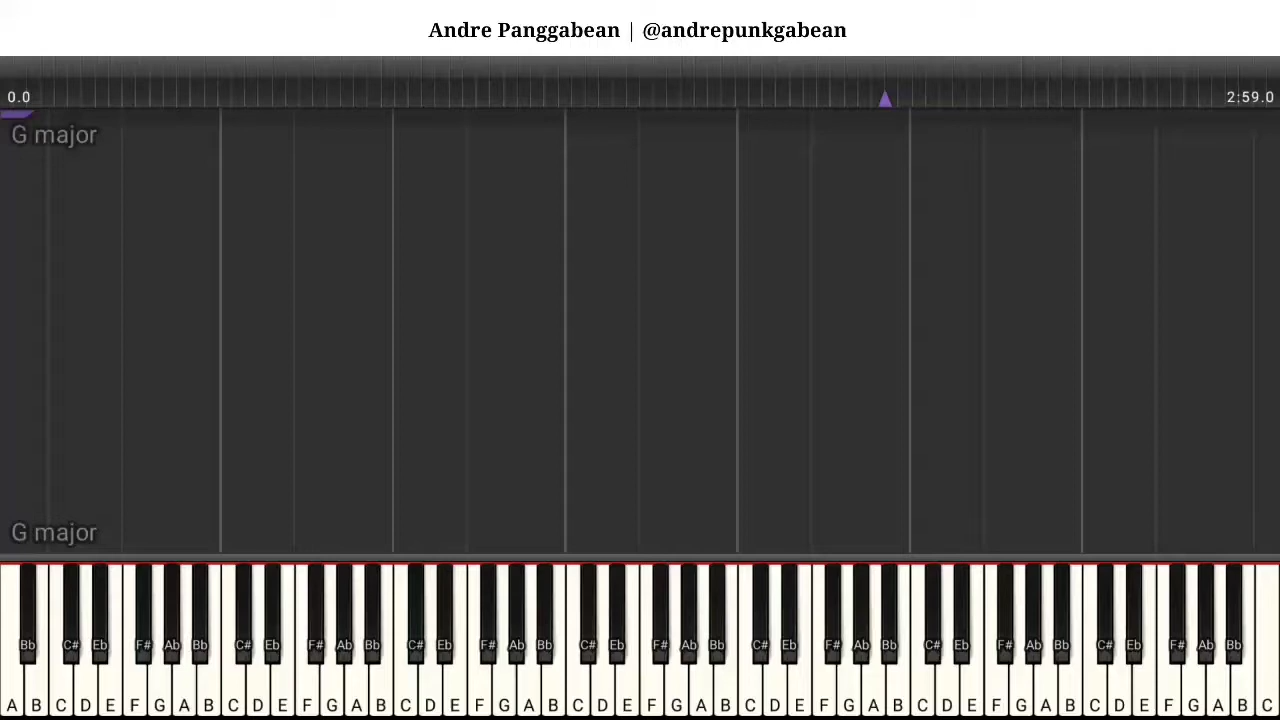 Andre Panggabean | @andrepunkgabean
0.0 2:59.0
G major
G major
Bb C# Eb F# Ab Bb C# Eb F# Ab Bb C# Eb F# Ab Bb C# Eb F# Ab Bb C# Eb F# Ab Bb C# Eb F# Ab Bb C# Eb F# Ab Bb
A B C D E F G A B C D E F G A B C D E F G A B C D E F G A B C D E F G A B C D E F G A B C D E F G A B C